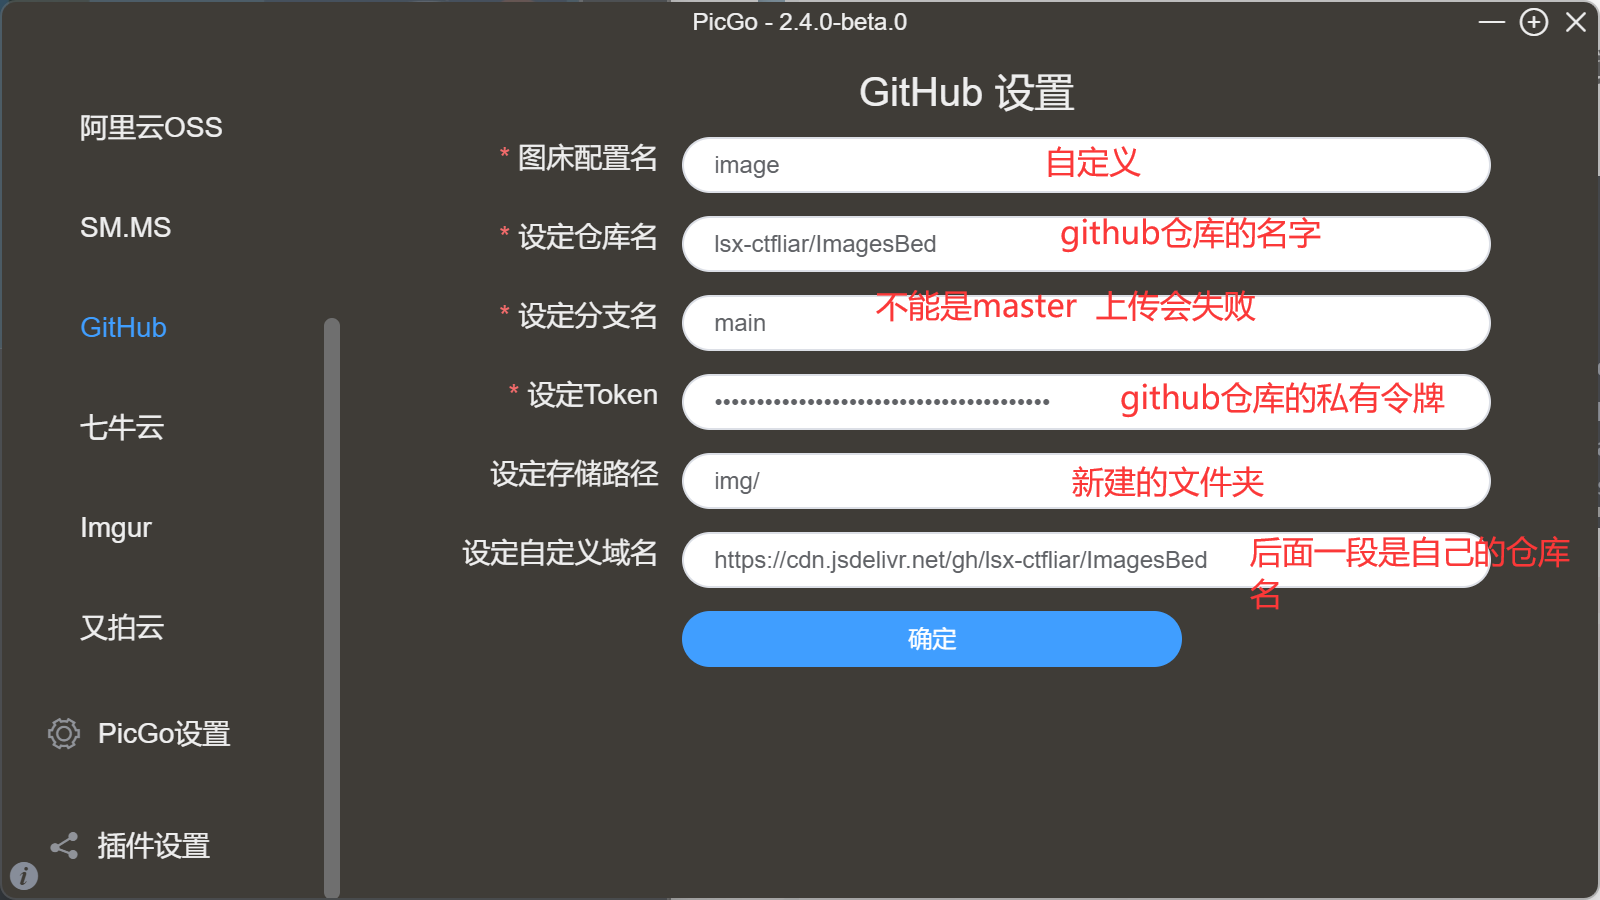 PicGo - 2.4.0-beta.0
GitHub 设置
阿里云OSS
SM.MS
GitHub
七牛云
Imgur
又拍云
PicGo设置
插件设置
* 图床配置名
image
自定义
* 设定仓库名
lsx-ctfliar/ImagesBed
github仓库的名字
* 设定分支名
main
不能是master 上传会失败
* 设定Token
••••••••••••••••••••••••••••••••••••••••
github仓库的私有令牌
设定存储路径
img/
新建的文件夹
设定自定义域名
https://cdn.jsdelivr.net/gh/lsx-ctfliar/ImagesBed
后面一段是自己的仓库
名
确定